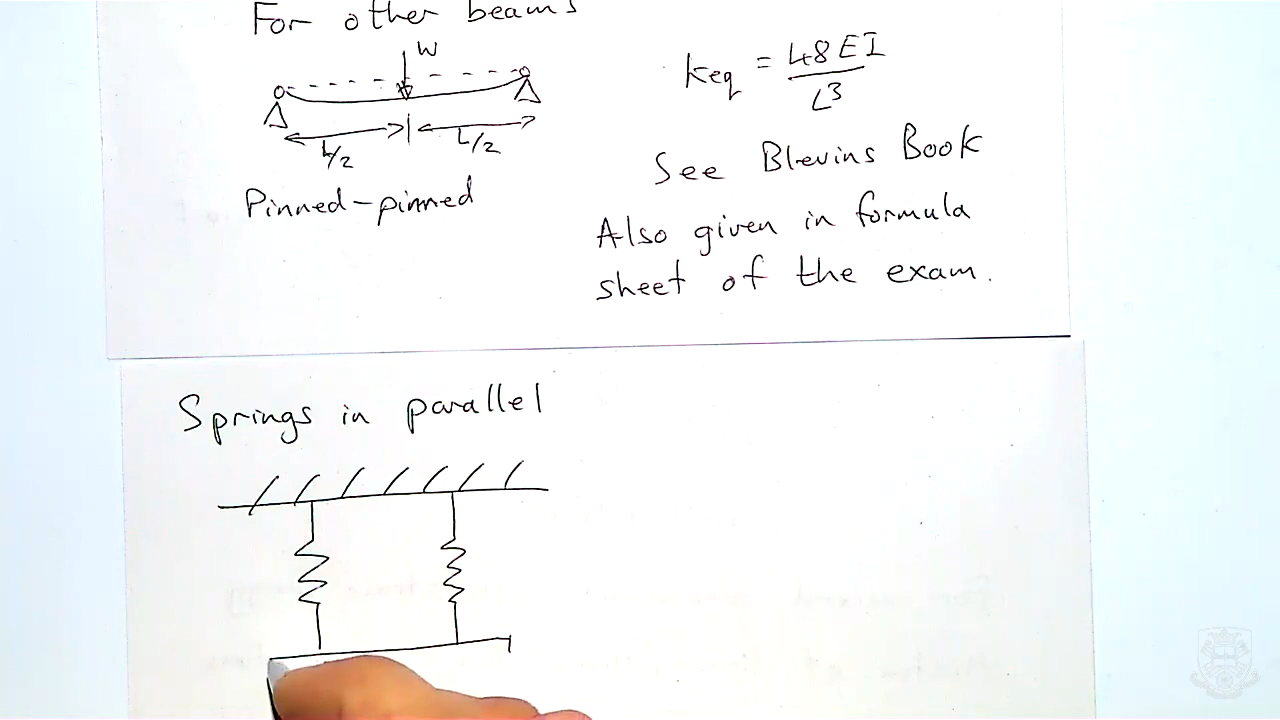 For other beams
W
L/2
L/2
Pinned-pinned
Keq = 48EI / L³
See Blevins Book
Also given in formula
sheet of the exam.
Springs in parallel